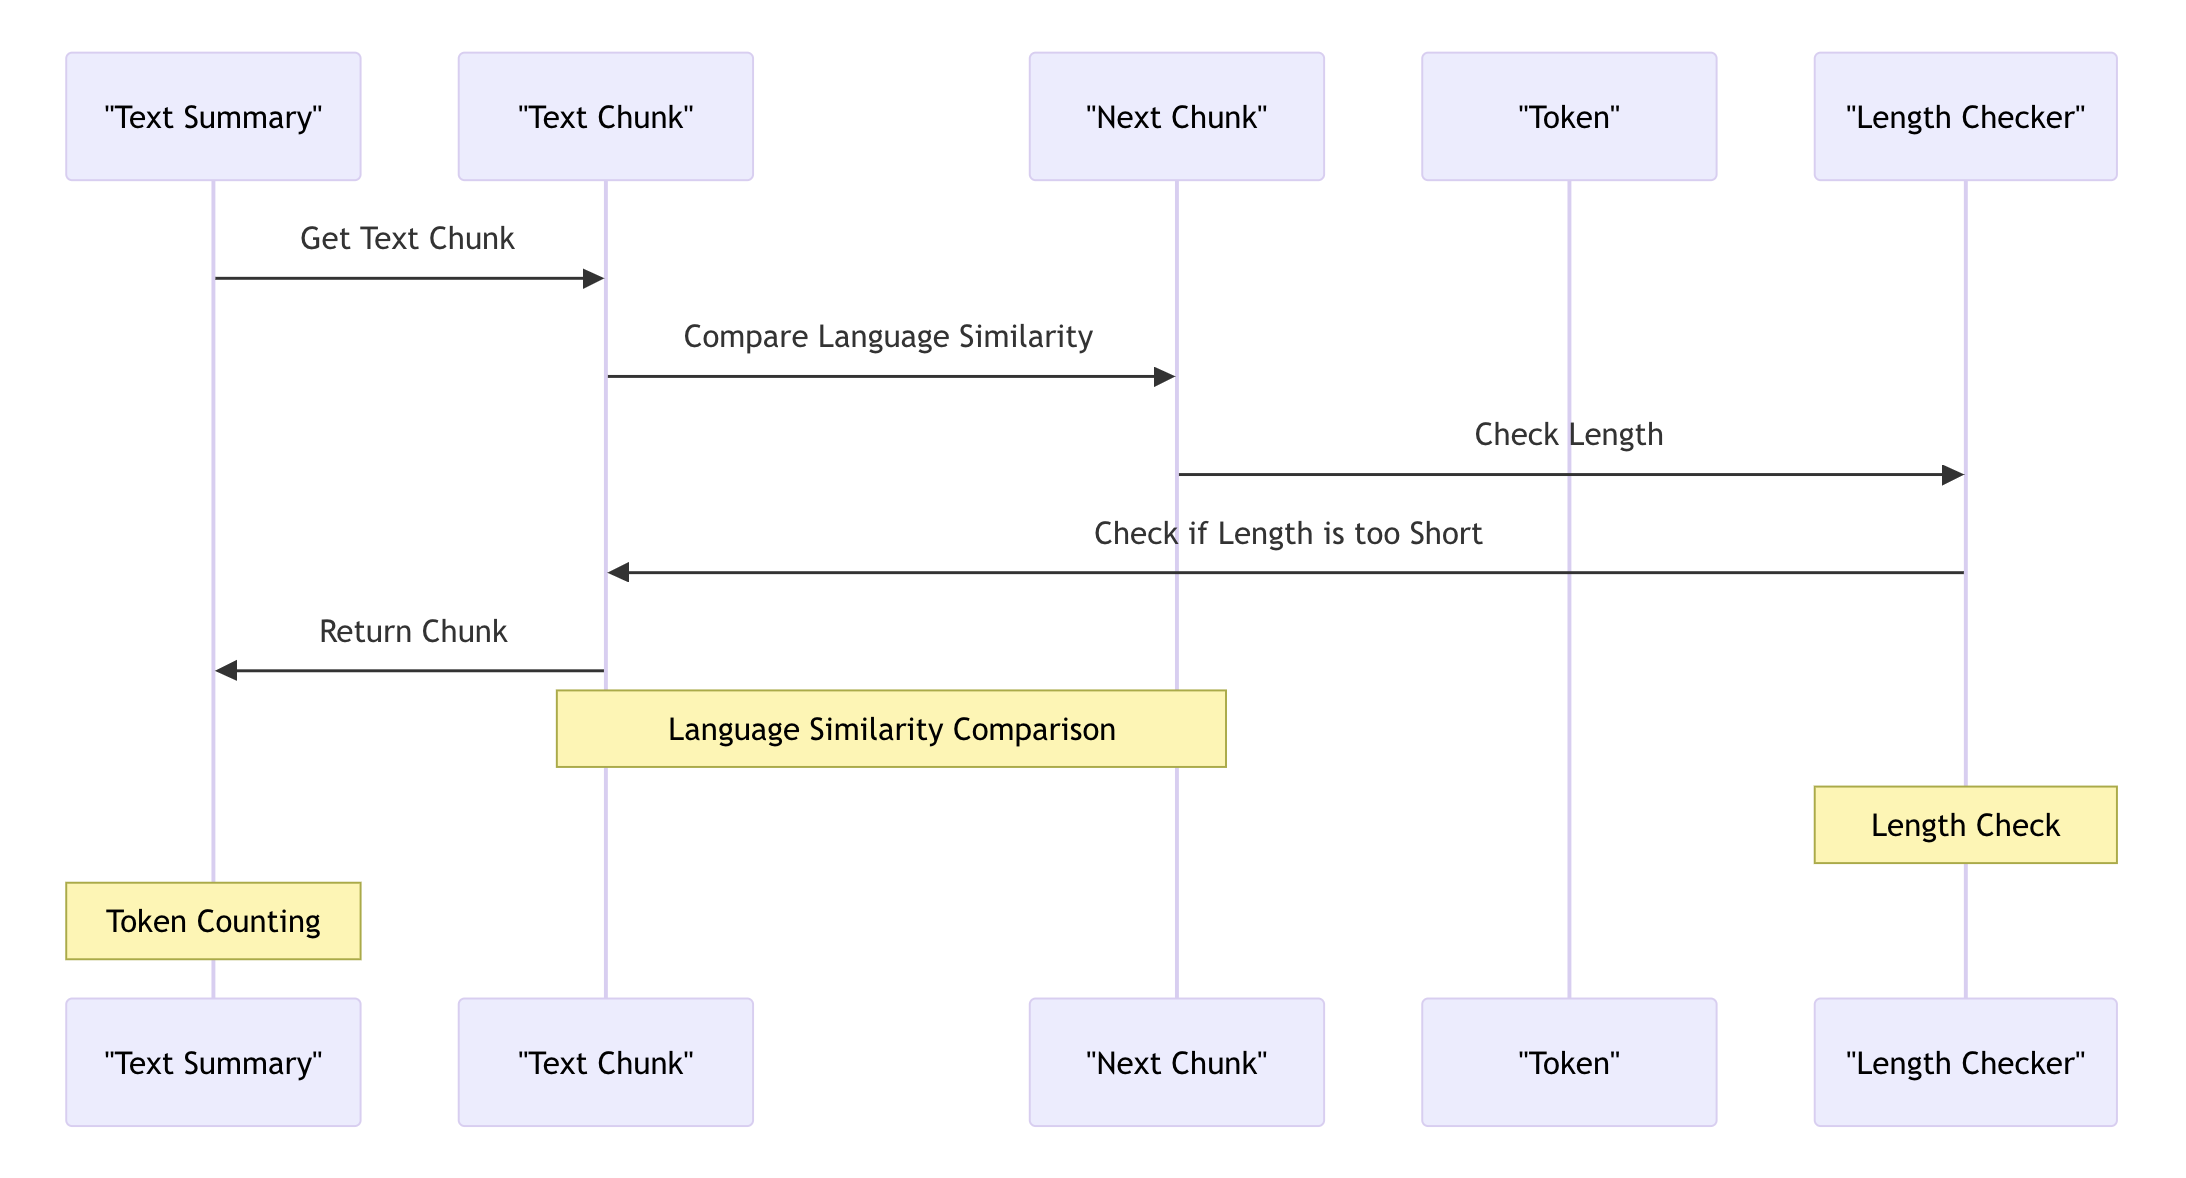 "Text Summary"
"Text Chunk"
"Next Chunk"
"Token"
"Length Checker"
Get Text Chunk
Compare Language Similarity
Check Length
Check if Length is too Short
Return Chunk
Language Similarity Comparison
Length Check
Token Counting
"Text Summary"
"Text Chunk"
"Next Chunk"
"Token"
"Length Checker"